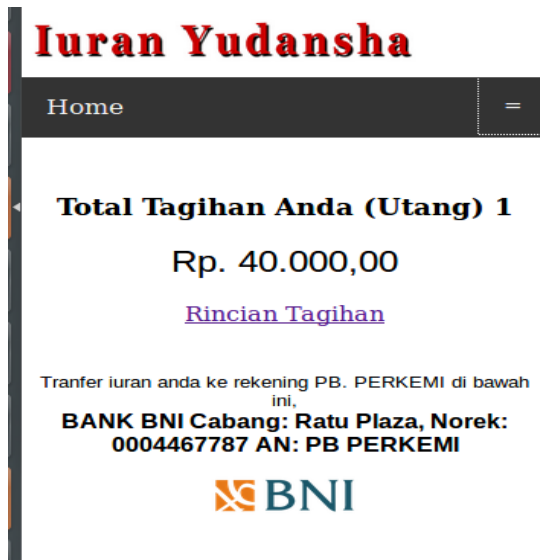 Iuran Yudansha
Home =
Total Tagihan Anda (Utang) 1
Rp. 40.000,00
Rincian Tagihan
Tranfer iuran anda ke rekening PB. PERKEMI di bawah
ini,
BANK BNI Cabang: Ratu Plaza, Norek:
0004467787 AN: PB PERKEMI
BNI